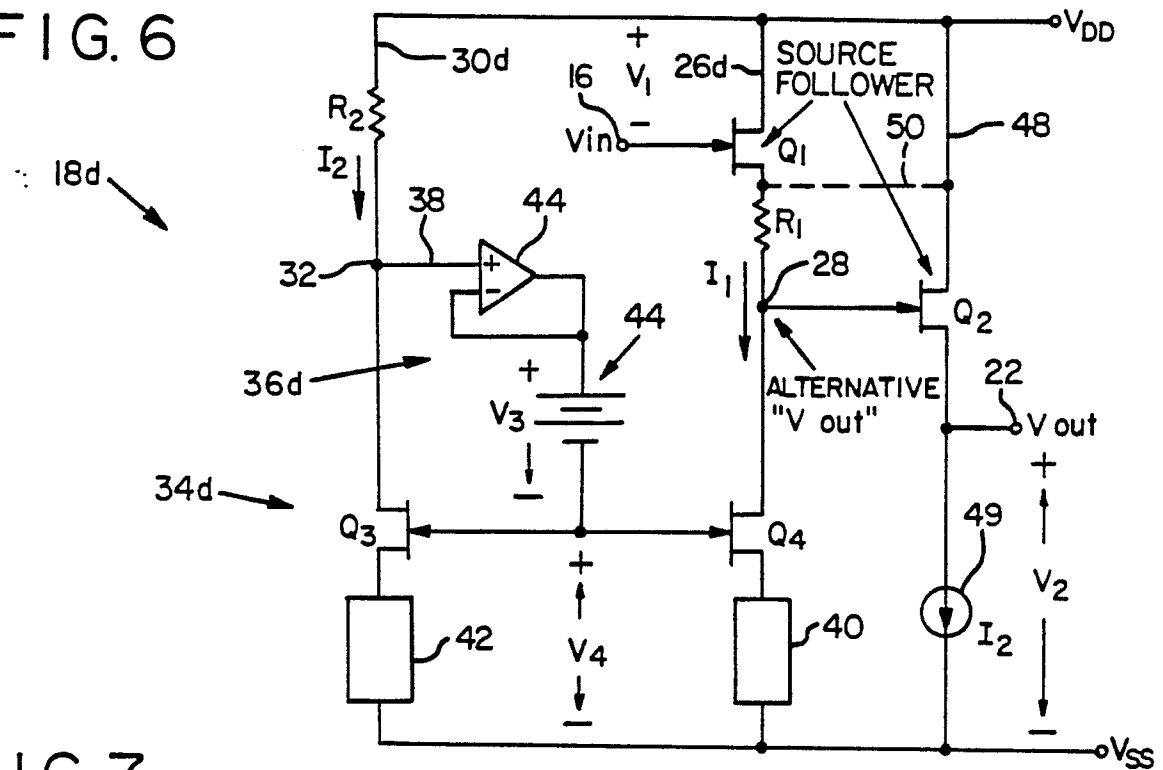 FIG. 6
VDD
30d
+
V1
−
26d
SOURCE
FOLLOWER
16
Vin
Q1
50
48
R2
I2
18d
38
44
R1
32
+
−
I1
28
Q2
36d
44
ALTERNATIVE
"V out"
22
V out
+
V3
−
34d
Q3
Q4
49
+
V4
−
+
V2
−
42
40
I2
VSS